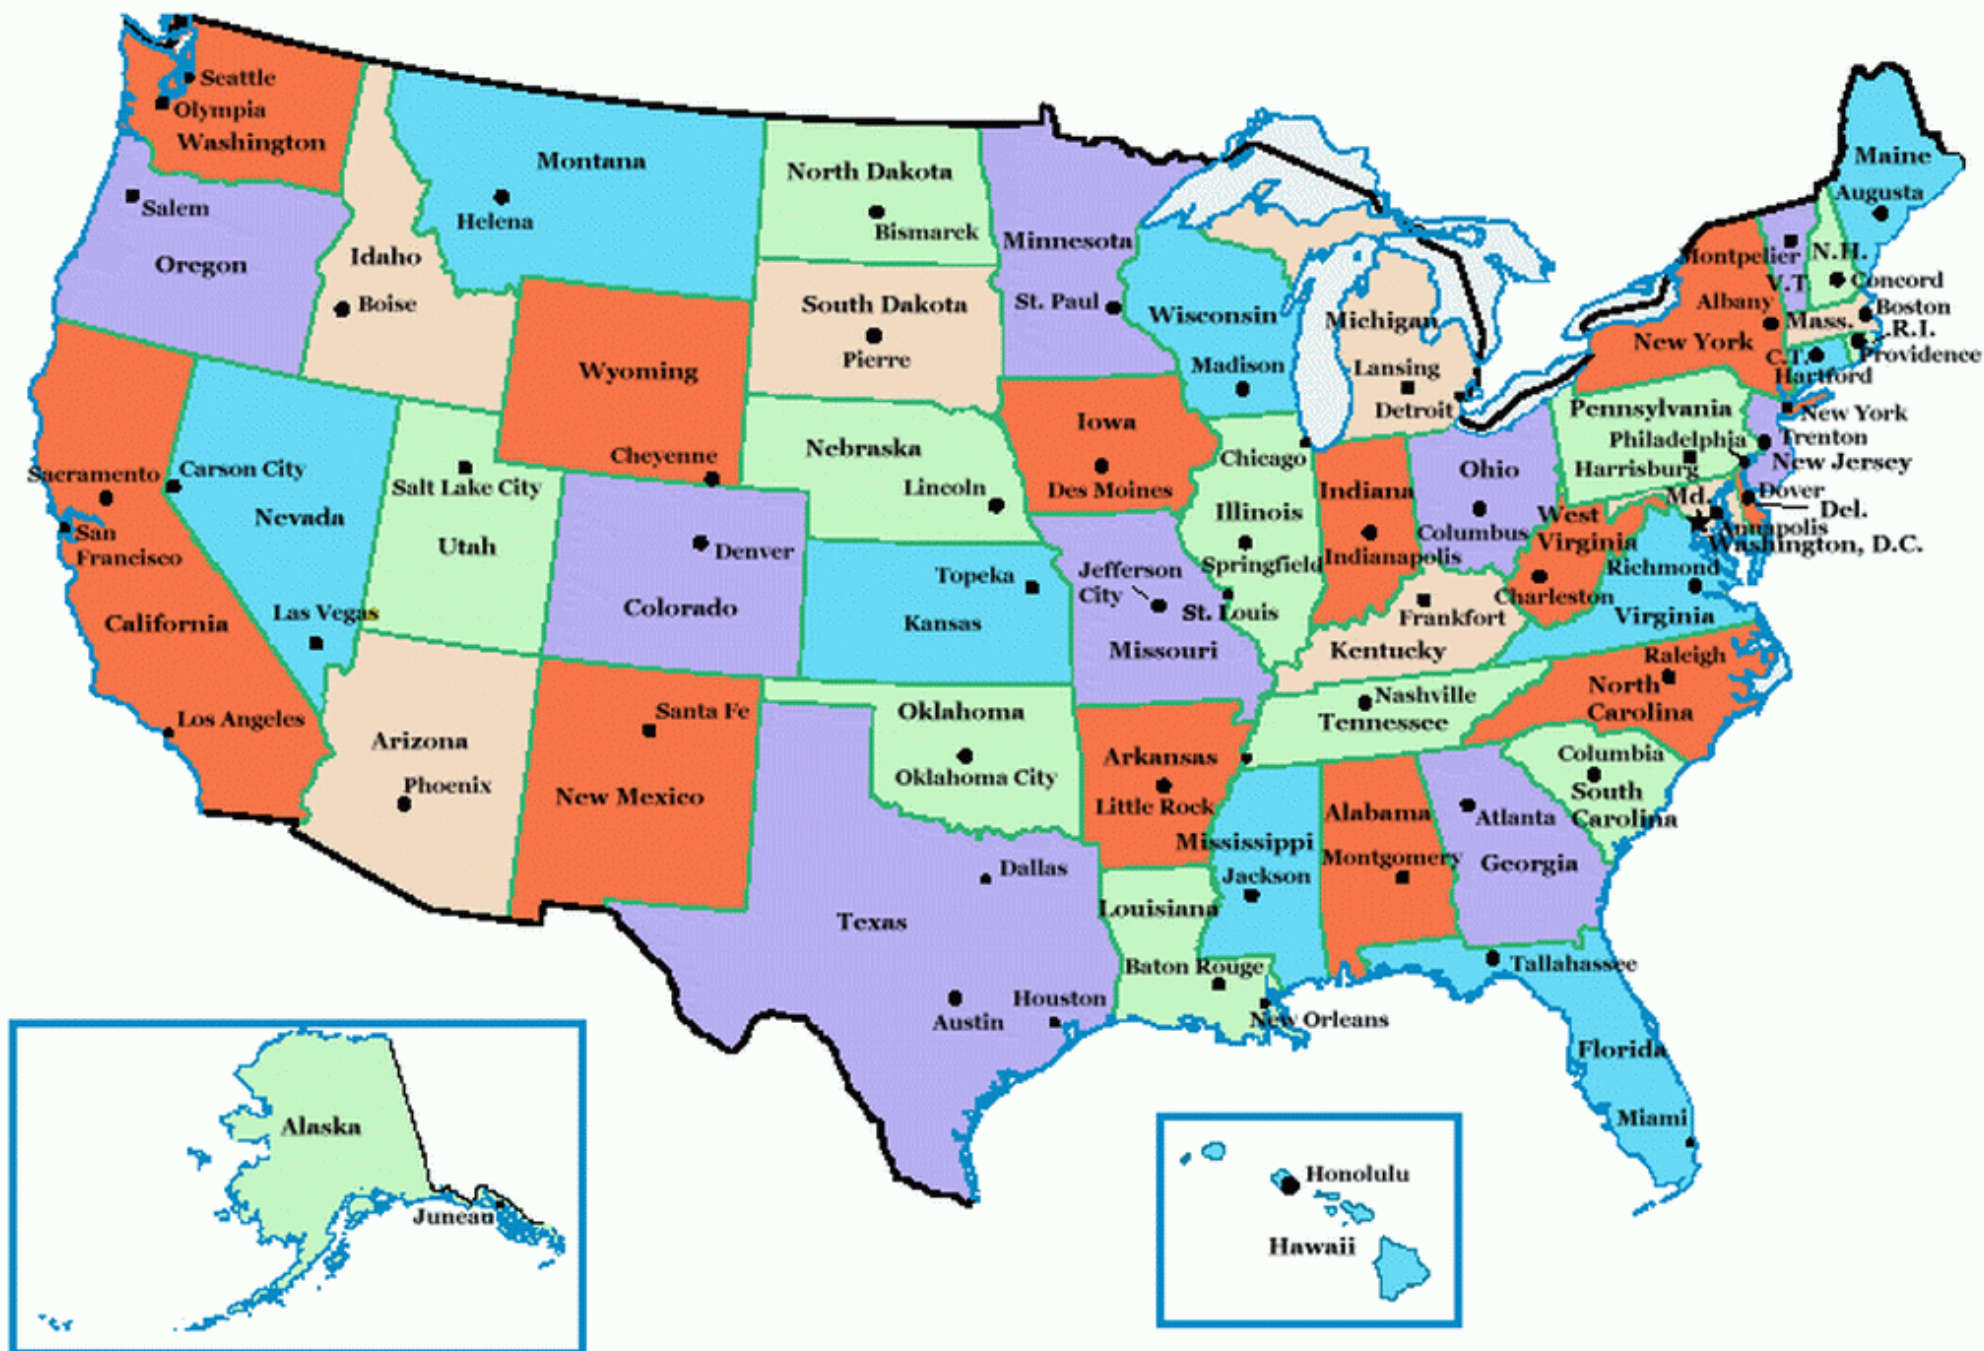 Seattle
Olympia
Washington
Salem
Oregon
Idaho
Boise
Montana
Helena
North Dakota
Bismarck
South Dakota
Pierre
Minnesota
St. Paul
Wisconsin
Madison
Michigan
Lansing
Detroit
Maine
Augusta
Montpelier
V.T
N.H.
Concord
Albany
New York
Mass.
Boston
.R.I.
Providence
C.T.
Hartford
New York
Pennsylvania
Philadelphia
Harrisburg
Trenton
New Jersey
Md.
Dover
Del.
Annapolis
Washington, D.C.
Wyoming
Cheyenne
Nebraska
Lincoln
Iowa
Des Moines
Chicago
Illinois
Springfield
Indiana
Indianapolis
Ohio
Columbus
West
Virginia
Charleston
Richmond
Virginia
Sacramento
San
Francisco
California
Los Angeles
Carson City
Nevada
Las Vegas
Salt Lake City
Utah
Denver
Colorado
Topeka
Kansas
Jefferson
City
St. Louis
Missouri
Frankfort
Kentucky
Raleigh
North
Carolina
Nashville
Tennessee
Columbia
South
Carolina
Arizona
Phoenix
Santa Fe
New Mexico
Oklahoma
Oklahoma City
Arkansas
Little Rock
Mississippi
Jackson
Alabama
Montgomery
Atlanta
Georgia
Dallas
Texas
Austin
Houston
Louisiana
Baton Rouge
New Orleans
Tallahassee
Florida
Miami
Alaska
Juneau
Honolulu
Hawaii